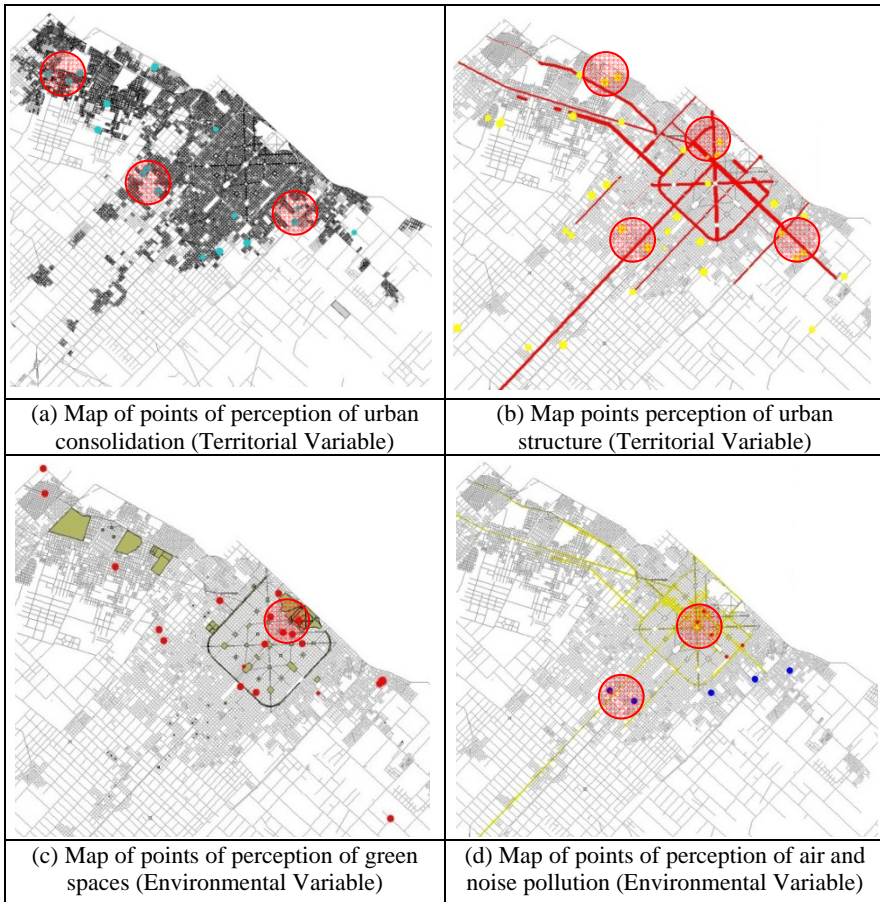 (a) Map of points of perception of urban
consolidation (Territorial Variable)
(b) Map points perception of urban
structure (Territorial Variable)
(c) Map of points of perception of green
spaces (Environmental Variable)
(d) Map of points of perception of air and
noise pollution (Environmental Variable)